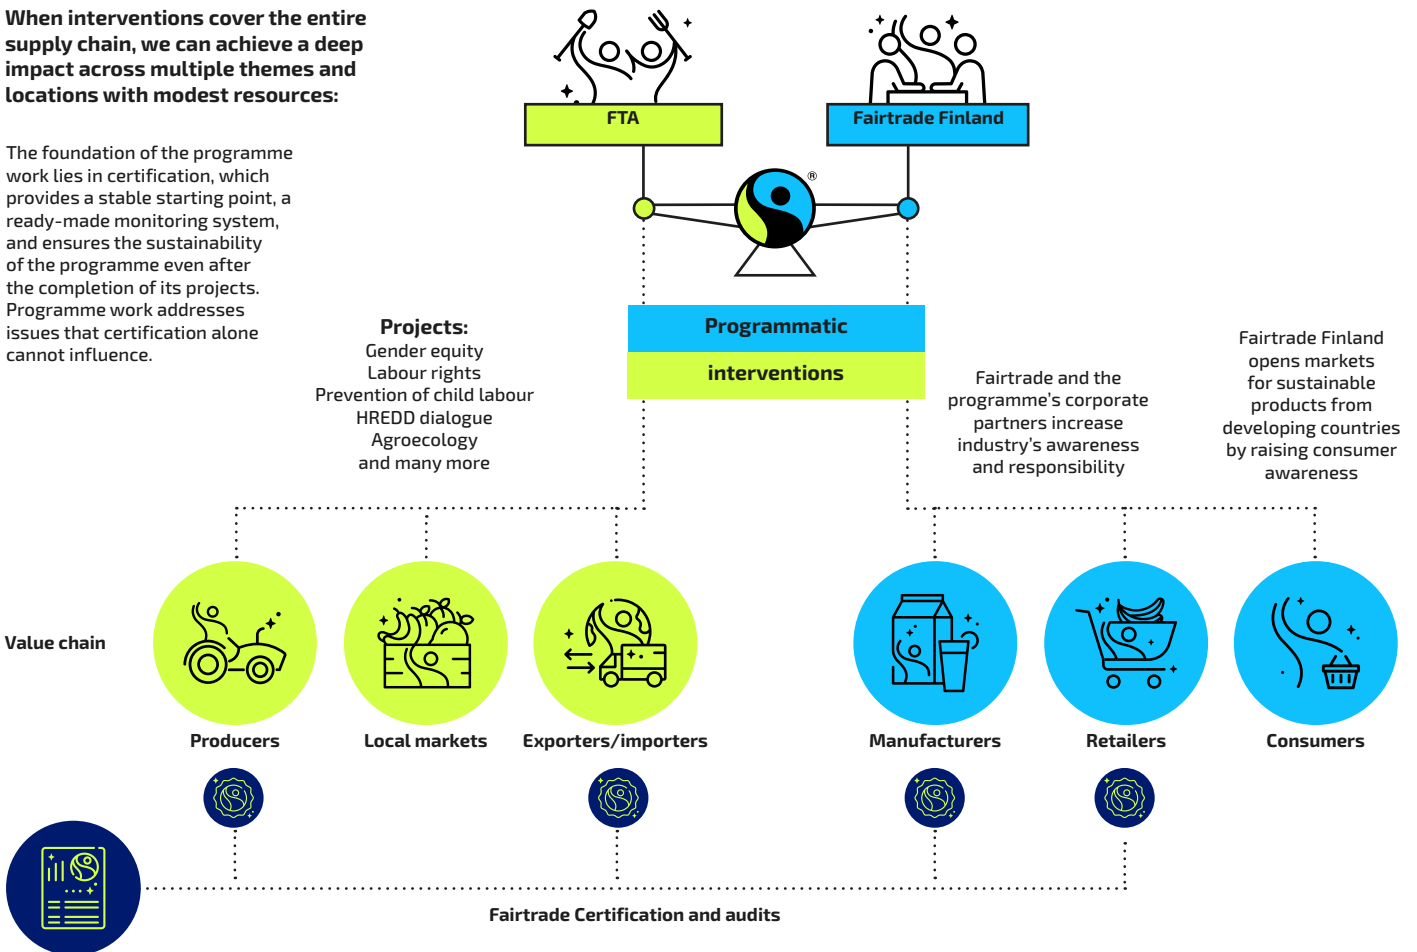 When interventions cover the entire
supply chain, we can achieve a deep
impact across multiple themes and
locations with modest resources:
The foundation of the programme
work lies in certification, which
provides a stable starting point, a
ready-made monitoring system,
and ensures the sustainability
of the programme even after
the completion of its projects.
Programme work addresses
issues that certification alone
cannot influence.
FTA
Fairtrade Finland
®
Programmatic
interventions
Projects:
Gender equity
Labour rights
Prevention of child labour
HREDD dialogue
Agroecology
and many more
Fairtrade and the
programme's corporate
partners increase
industry's awareness
and responsibility
Fairtrade Finland
opens markets
for sustainable
products from
developing countries
by raising consumer
awareness
Value chain
Producers
Local markets
Exporters/importers
Manufacturers
Retailers
Consumers
Fairtrade Certification and audits